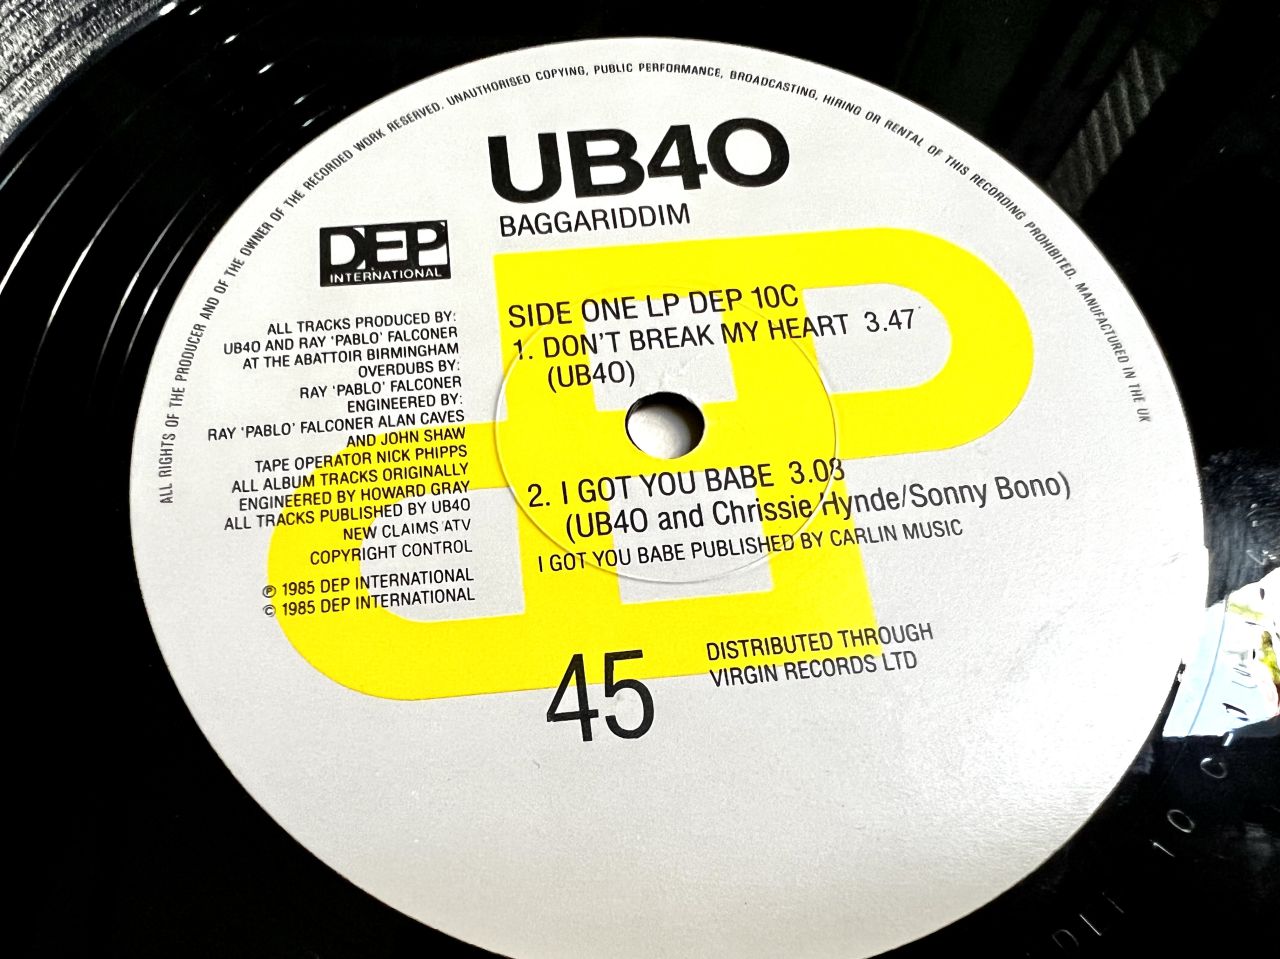 ALL RIGHTS OF THE PRODUCER AND OF THE OWNER OF THE RECORDED WORK RESERVED. UNAUTHORISED COPYING, PUBLIC PERFORMANCE, BROADCASTING, HIRING OR RENTAL OF THIS RECORDING PROHIBITED. MANUFACTURED IN THE UK
UB40
BAGGARIDDIM
DEP
INTERNATIONAL
SIDE ONE LP DEP 10C
1. DON'T BREAK MY HEART 3.47
(UB40)
2. I GOT YOU BABE 3.08
(UB40 and Chrissie Hynde/Sonny Bono)
I GOT YOU BABE PUBLISHED BY CARLIN MUSIC
ALL TRACKS PRODUCED BY:
UB40 AND RAY 'PABLO' FALCONER
AT THE ABATTOIR BIRMINGHAM
OVERDUBS BY:
RAY 'PABLO' FALCONER
ENGINEERED BY:
RAY 'PABLO' FALCONER ALAN CAVES
AND JOHN SHAW
TAPE OPERATOR NICK PHIPPS
ALL ALBUM TRACKS ORIGINALLY
ENGINEERED BY HOWARD GRAY
ALL TRACKS PUBLISHED BY UB40
NEW CLAIMS ATV
COPYRIGHT CONTROL
℗ 1985 DEP INTERNATIONAL
© 1985 DEP INTERNATIONAL
45
DISTRIBUTED THROUGH
VIRGIN RECORDS LTD